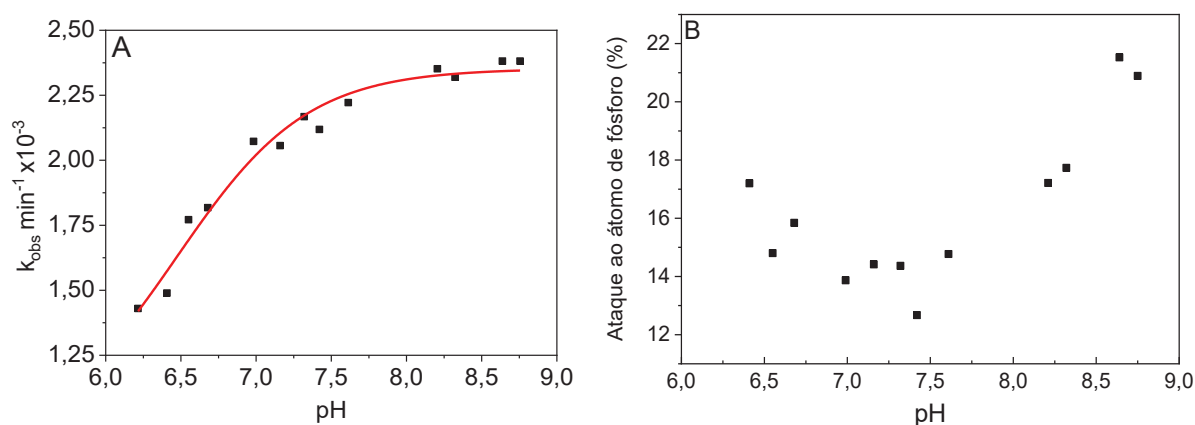 A
2,50
2,25
2,00
1,75
1,50
1,25
k_obs min⁻¹ x10⁻³
6,0 6,5 7,0 7,5 8,0 8,5 9,0
pH
B
22
20
18
16
14
12
Ataque ao átomo de fósforo (%)
6,0 6,5 7,0 7,5 8,0 8,5 9,0
pH